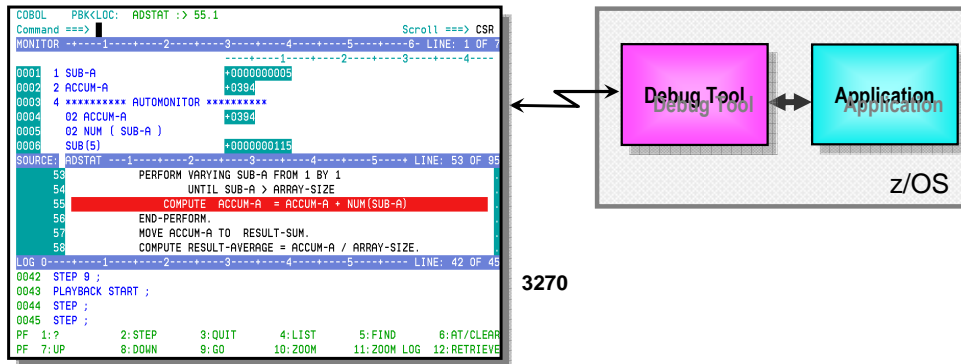 COBOL    PBK<LOC:  ADSTAT :> 55.1
Command ===>                                        Scroll ===> CSR
MONITOR -+----1----+----2----+----3----+----4----+----5----+----6- LINE: 1 OF 7
----+----1----+----2----+----3----+----4----
0001  1 SUB-A                    +0000000005
0002  2 ACCUM-A                  +0394
0003  4 ********** AUTOMONITOR **********
0004    02 ACCUM-A               +0394
0005    02 NUM ( SUB-A )
0006    SUB(5)                   +0000000115
SOURCE: ADSTAT ---1----+----2----+----3----+----4----+----5----+ LINE: 53 OF 95
53          PERFORM VARYING SUB-A FROM 1 BY 1                    .
54                  UNTIL SUB-A > ARRAY-SIZE                     .
55              COMPUTE  ACCUM-A  = ACCUM-A + NUM(SUB-A)         .
56          END-PERFORM.                                         .
57          MOVE ACCUM-A TO  RESULT-SUM.                         .
58          COMPUTE RESULT-AVERAGE = ACCUM-A / ARRAY-SIZE.       .
LOG 0----+----1----+----2----+----3----+----4----+----5----+---- LINE: 42 OF 45
0042  STEP 9 ;
0043  PLAYBACK START ;
0044  STEP ;
0045  STEP ;
PF  1:?        2:STEP     3:QUIT     4:LIST     5:FIND      6:AT/CLEAR
PF  7:UP       8:DOWN     9:GO      10:ZOOM    11:ZOOM LOG  12:RETRIEVE
3270
Debug Tool
Application
z/OS